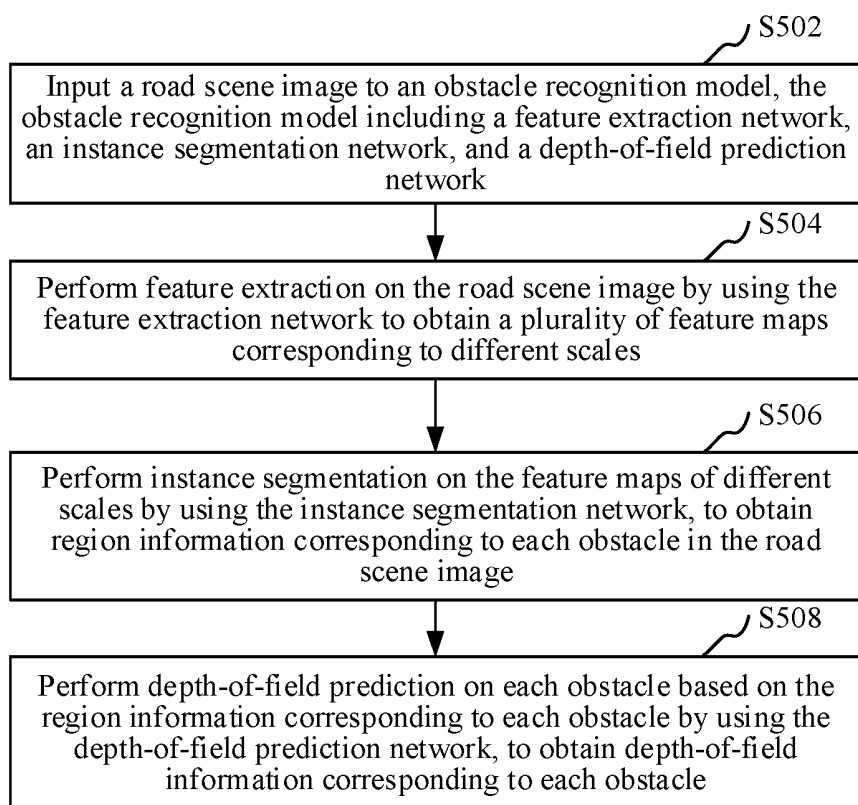 S502
Input a road scene image to an obstacle recognition model, the
obstacle recognition model including a feature extraction network,
an instance segmentation network, and a depth-of-field prediction
network
S504
Perform feature extraction on the road scene image by using the
feature extraction network to obtain a plurality of feature maps
corresponding to different scales
S506
Perform instance segmentation on the feature maps of different
scales by using the instance segmentation network, to obtain
region information corresponding to each obstacle in the road
scene image
S508
Perform depth-of-field prediction on each obstacle based on the
region information corresponding to each obstacle by using the
depth-of-field prediction network, to obtain depth-of-field
information corresponding to each obstacle